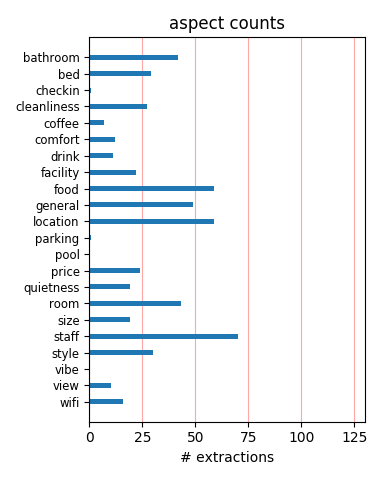 aspect counts
bathroom
bed
checkin
cleanliness
coffee
comfort
drink
facility
food
general
location
parking
pool
price
quietness
room
size
staff
style
vibe
view
wifi
0 25 50 75 100 125
# extractions